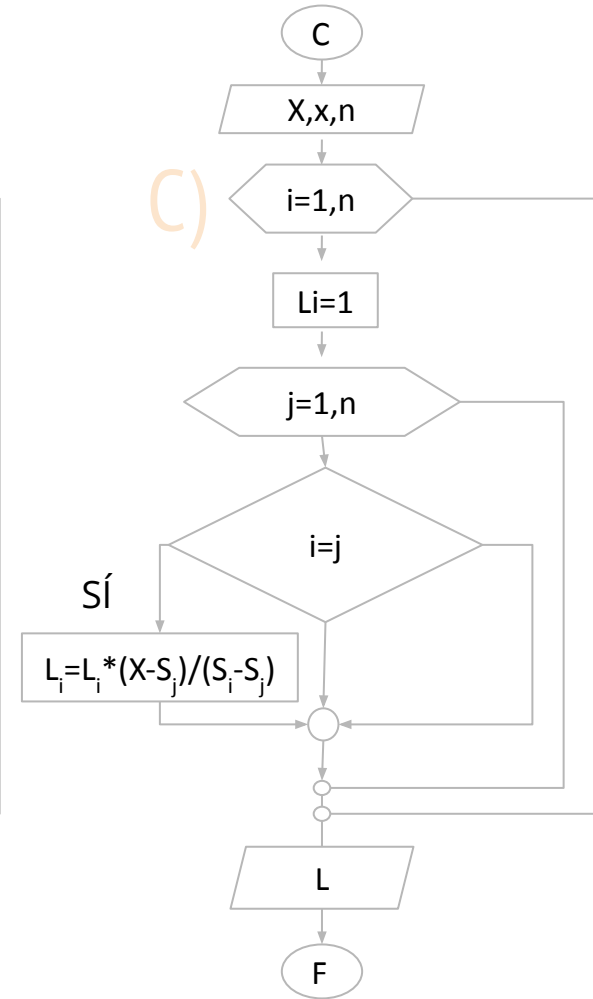 C
X,x,n
C)
i=1,n
Li=1
j=1,n
i=j
SÍ
Lᵢ=Lᵢ*(X-Sⱼ)/(Sᵢ-Sⱼ)
L
F